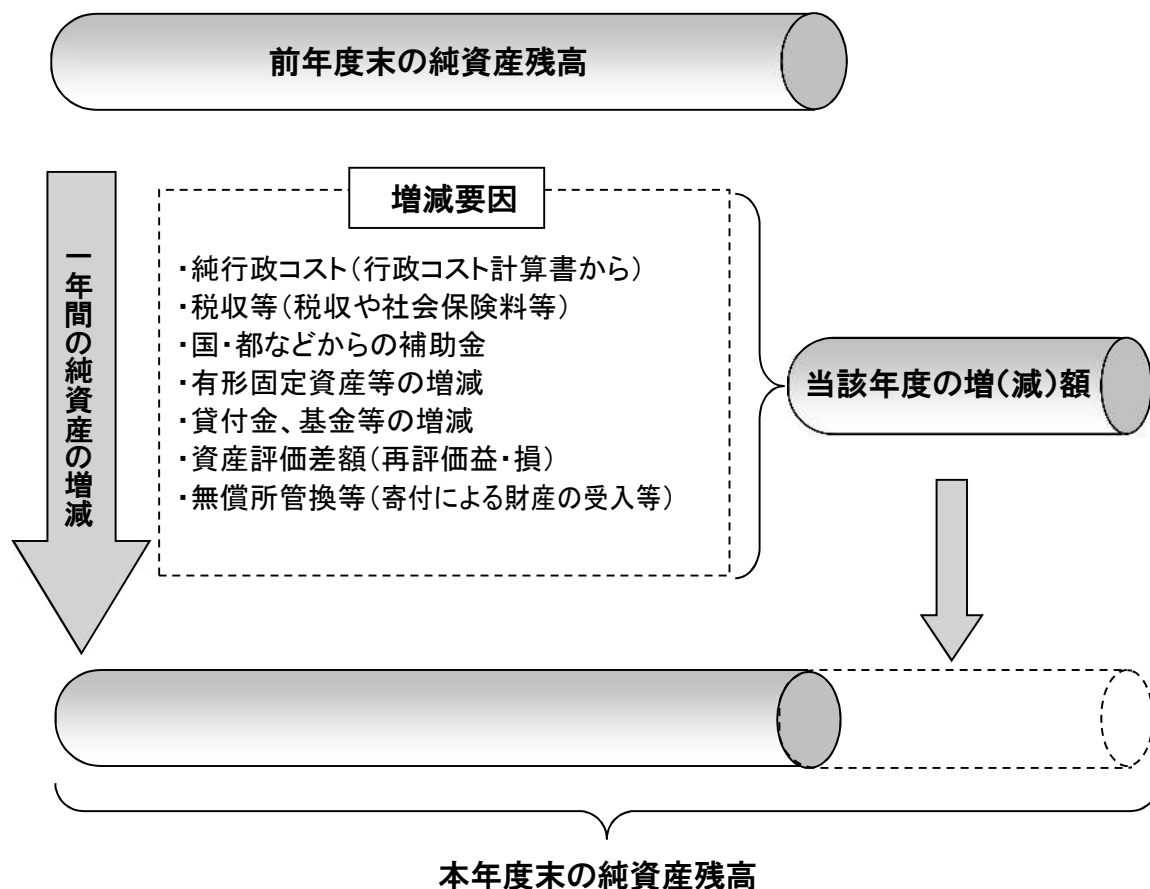 前年度末の純資産残高
一年間の純資産の増減
増減要因
・純行政コスト（行政コスト計算書から）
・税収等（税収や社会保険料等）
・国・都などからの補助金
・有形固定資産等の増減
・貸付金、基金等の増減
・資産評価差額（再評価益・損）
・無償所管換等（寄付による財産の受入等）
当該年度の増（減）額
本年度末の純資産残高